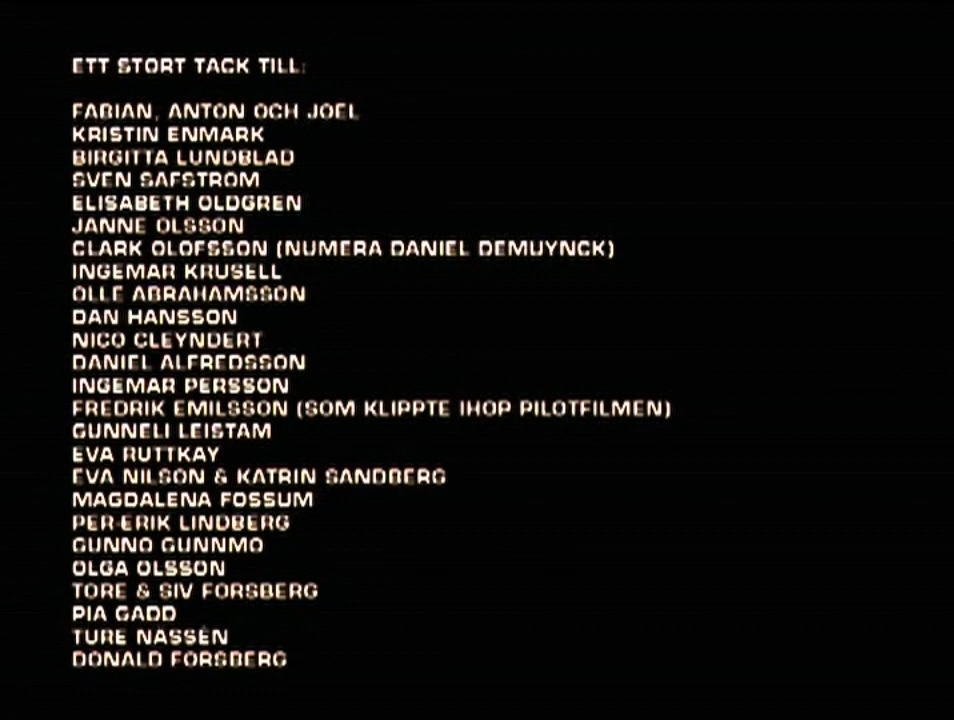 ETT STORT TACK TILL:
FABIAN, ANTON OCH JOEL
KRISTIN ENMARK
BIRGITTA LUNDBLAD
SVEN SÄFSTRÖM
ELISABETH OLDGREN
JANNE OLSSON
CLARK OLOFSSON (NUMERA DANIEL DEMUYNCK)
INGEMAR KRUSELL
OLLE ABRAHAMSSON
DAN HANSSON
NICO CLEYNDERT
DANIEL ALFREDSSON
INGEMAR PERSSON
FREDRIK EMILSSON (SOM KLIPPTE IHOP PILOTFILMEN)
GUNNELI LEISTAM
EVA RUTTKAY
EVA NILSON & KATRIN SANDBERG
MAGDALENA FOSSUM
PER-ERIK LINDBERG
GUNNO GUNNMO
OLGA OLSSON
TORE & SIV FORSBERG
PIA GADD
TURE NÄSSÉN
DONALD FORSBERG